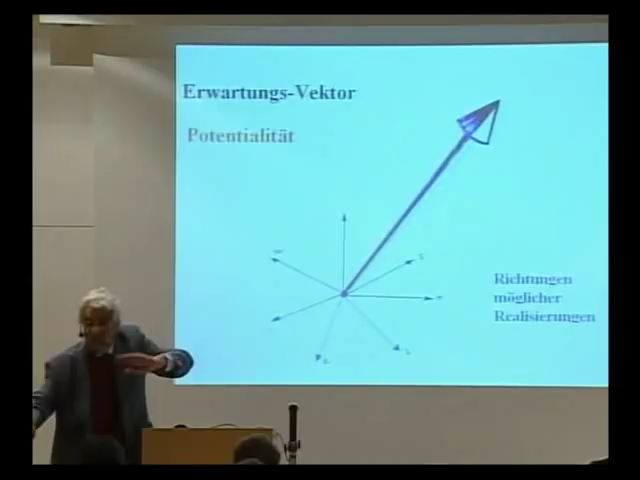 Erwartungs-Vektor
Potentialität
Richtungen
möglicher
Realisierungen